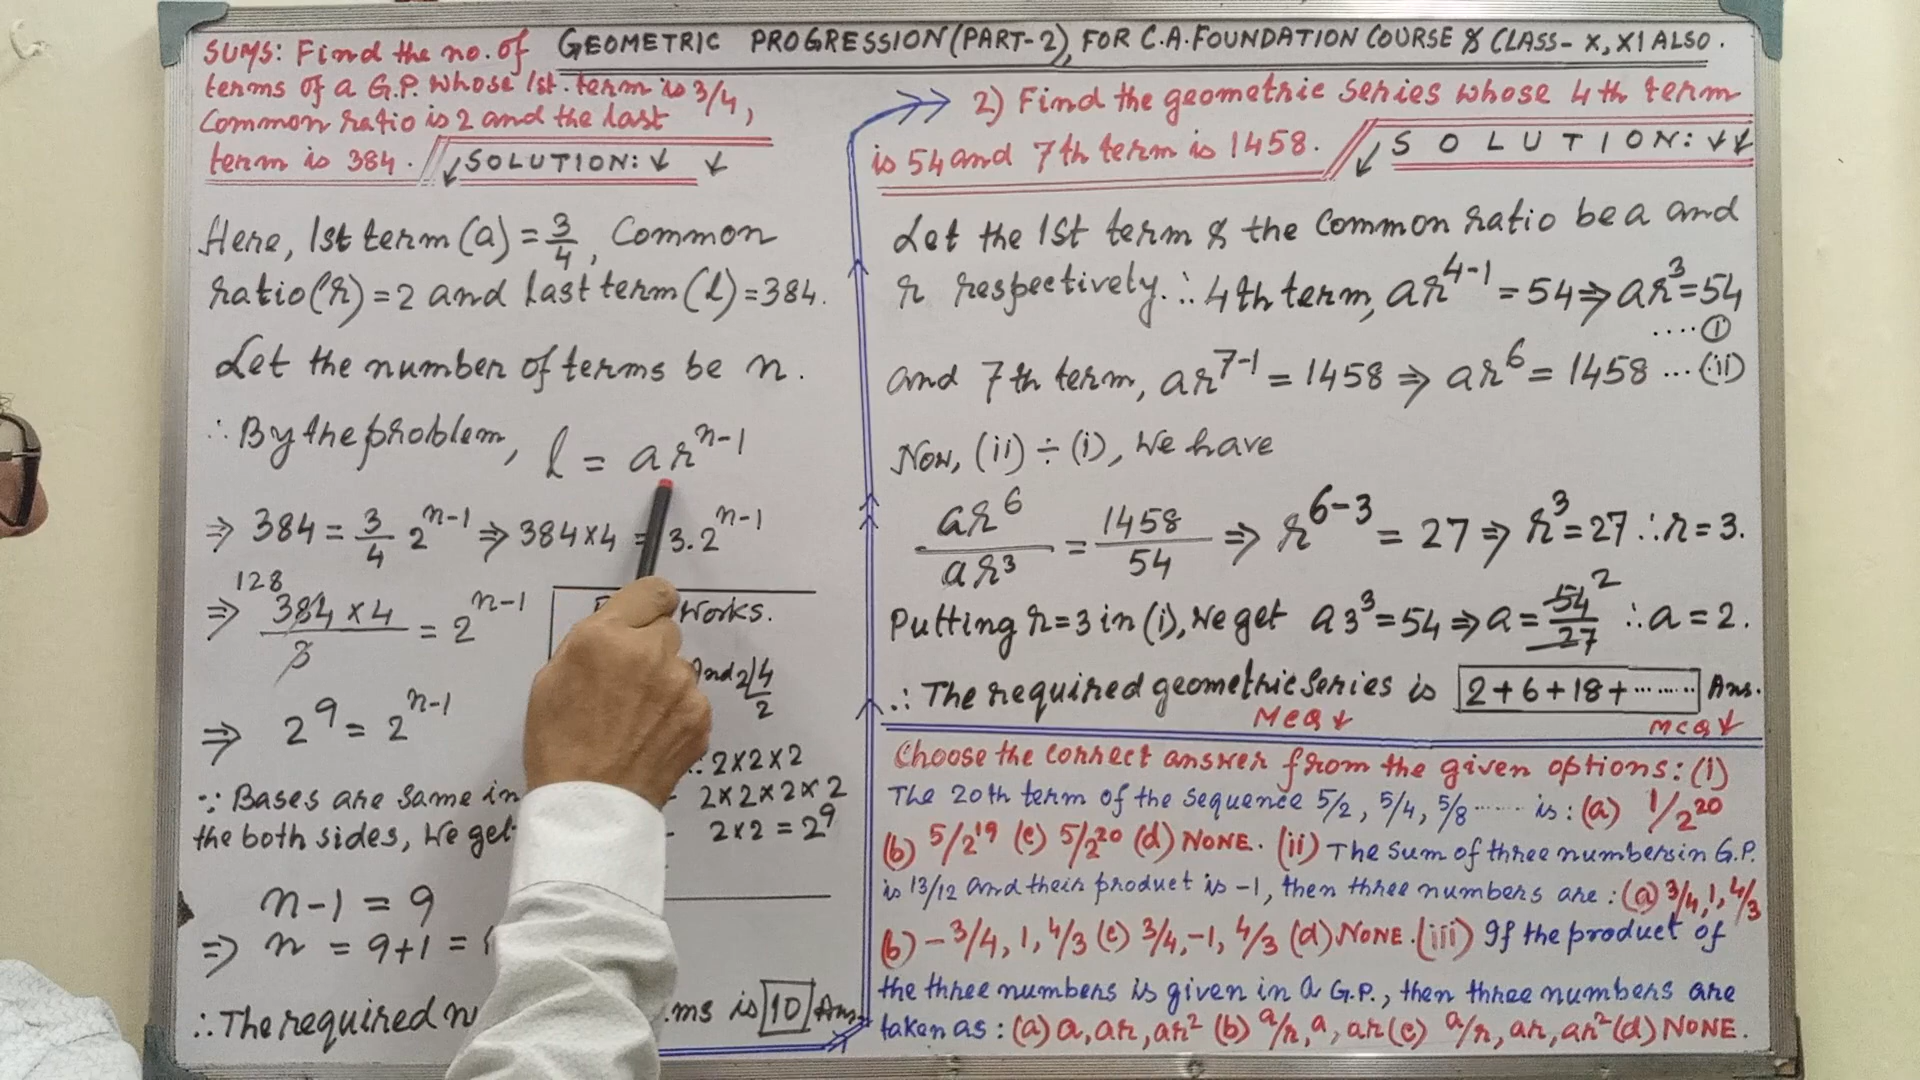 GEOMETRIC PROGRESSION (PART-2), FOR C.A. FOUNDATION COURSE & CLASS- X, XI ALSO.
SUMS: Find the no. of
terms of a G.P. whose 1st. term is 3/4,
Common ratio is 2 and the last
term is 384. SOLUTION: ↓ ↓
Here, 1st term (a) = 3/4, Common
ratio (r) = 2 and last term (l) = 384.
Let the number of terms be n.
∴ By the problem, l = ar^n-1
⇒ 384 = 3/4 2^n-1 ⇒ 384×4 = 3.2^n-1
⇒ 128 384×4/3 = 2^n-1
⇒ 2^9 = 2^n-1
∵ Bases are same in
the both sides, We get
n-1 = 9
⇒ n = 9+1 =
∴ The required
ms is 10 Ans.
Works.
And 2|4
2
2×2×2
2×2×2×2
2×2 = 2^9
2) Find the geometric series whose 4th term
is 54 and 7th term is 1458. SOLUTION: ↓↓
Let the 1st term & the Common ratio be a and
r respectively. ∴ 4th term, ar^4-1 = 54 ⇒ ar^3 = 54
....(i)
and 7th term, ar^7-1 = 1458 ⇒ ar^6 = 1458 ...(ii)
Now, (ii) ÷ (i), We have
ar^6/ar^3 = 1458/54 ⇒ r^6-3 = 27 ⇒ r^3 = 27 ∴ r = 3.
Putting r = 3 in (i), We get a3^3 = 54 ⇒ a = 54/27 2 ∴ a = 2.
∴ The required geometric Series is 2+6+18+........ Ans.
MCQ ↓ MCQ ↓
Choose the correct answer from the given options: (i)
The 20th term of the sequence 5/2, 5/4, 5/8 ....... is: (a) 1/2^20
(b) 5/2^19 (c) 5/2^20 (d) NONE. (ii) The sum of three numbers in G.P.
is 13/12 and their product is -1, then three numbers are: (a) 3/4, 1, 4/3
(b) -3/4, 1, 4/3 (c) 3/4, -1, 4/3 (d) NONE. (iii) If the product of
the three numbers is given in a G.P., then three numbers are
taken as: (a) a, ar, ar² (b) a/r, a, ar (c) a/r, ar, ar² (d) NONE.